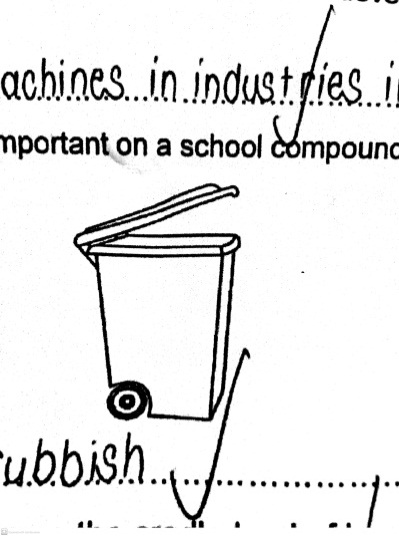 achines in industries i
mportant on a school compound
rubbish